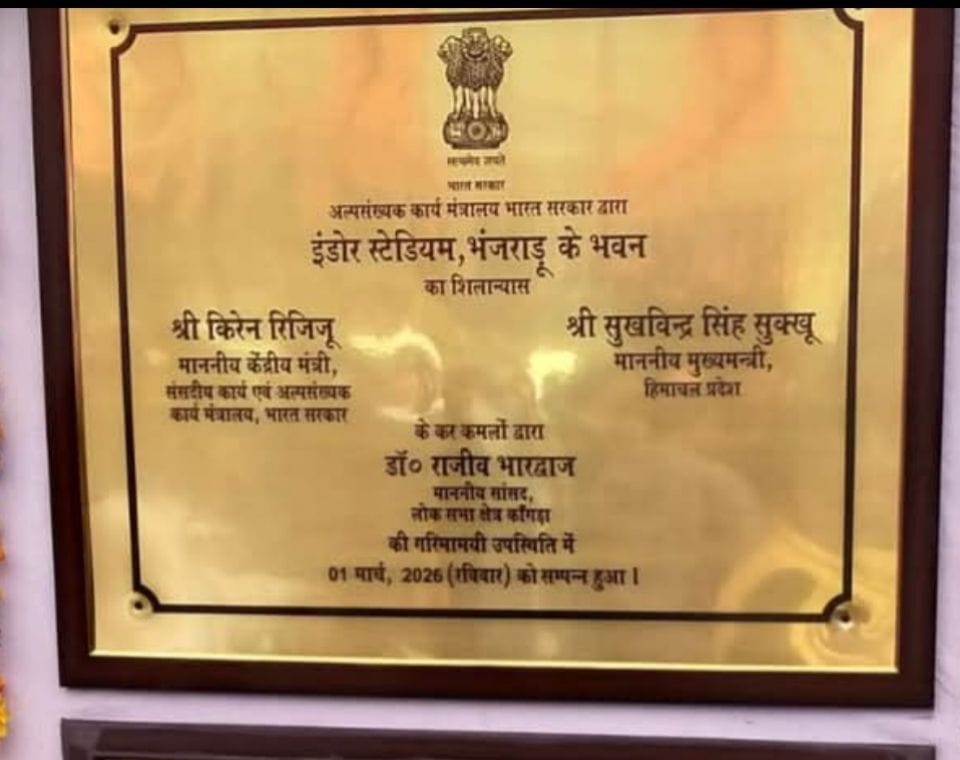 सत्यमेव जयते
भारत सरकार
अल्पसंख्यक कार्य मंत्रालय भारत सरकार द्वारा
इंडोर स्टेडियम, भंजराडू के भवन
का शिलान्यास
श्री किरेन रिजिजू
माननीय केंद्रीय मंत्री,
संसदीय कार्य एवं अल्पसंख्यक
कार्य मंत्रालय, भारत सरकार
श्री सुखविन्द्र सिंह सुक्खू
माननीय मुख्यमन्त्री,
हिमाचल प्रदेश
के कर कमलों द्वारा
डॉ० राजीव भारद्वाज
माननीय सांसद,
लोक सभा क्षेत्र काँगड़ा
की गरिमामयी उपस्थिति में
01 मार्च, 2026 (रविवार) को सम्पन्न हुआ।